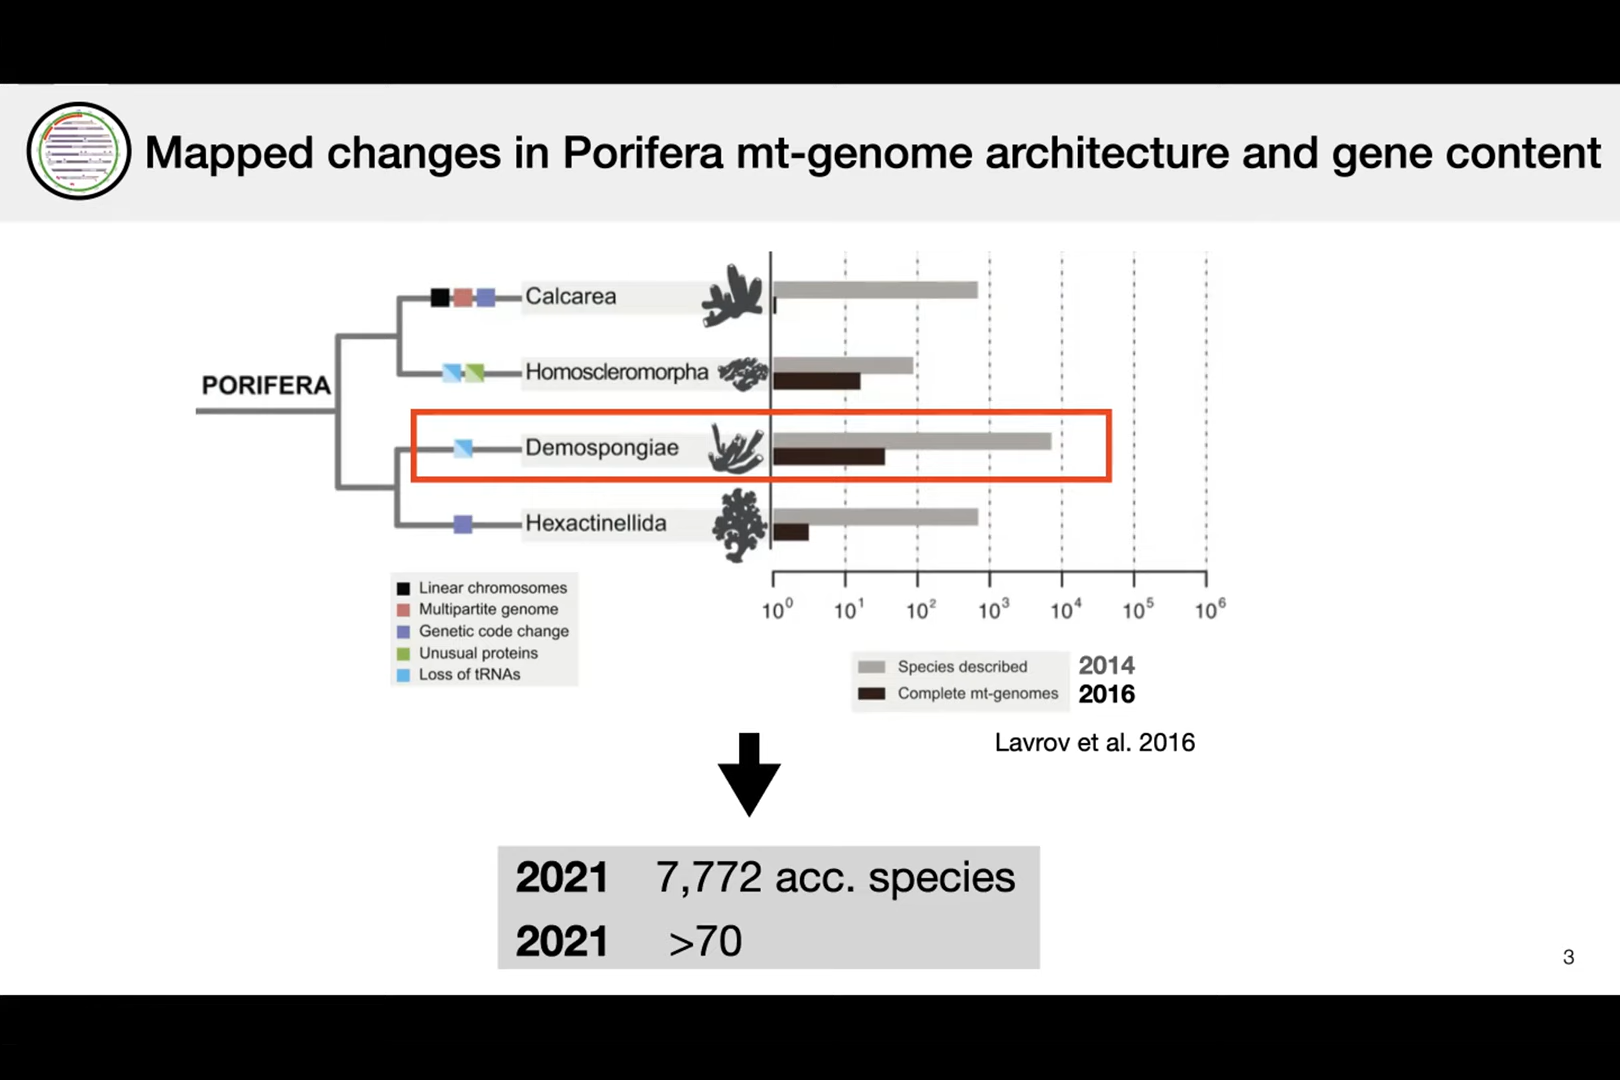 Mapped changes in Porifera mt-genome architecture and gene content
PORIFERA
Calcarea
Homoscleromorpha
Demospongiae
Hexactinellida
Linear chromosomes
Multipartite genome
Genetic code change
Unusual proteins
Loss of tRNAs
10⁰ 10¹ 10² 10³ 10⁴ 10⁵ 10⁶
Species described 2014
Complete mt-genomes 2016
Lavrov et al. 2016
2021 7,772 acc. species
2021 >70
3